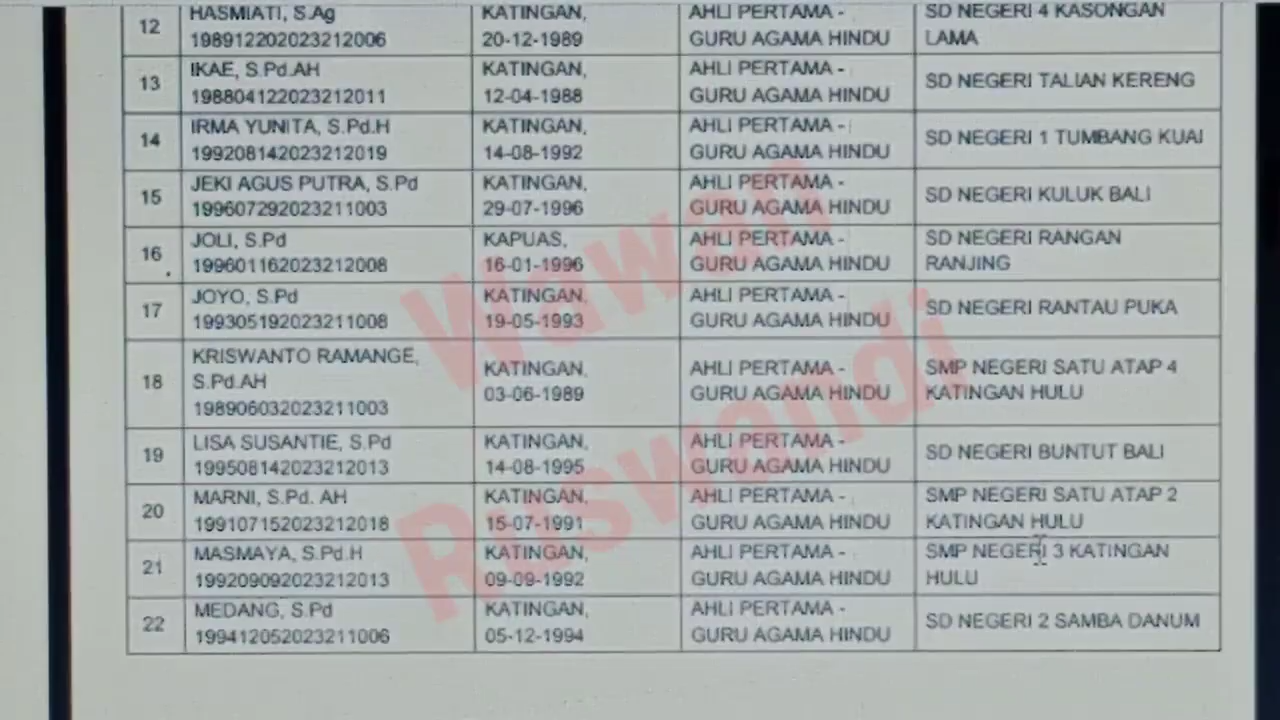 12
HASMIATI, S.Ag
198912202023212006
KATINGAN,
20-12-1989
AHLI PERTAMA -
GURU AGAMA HINDU
SD NEGERI 4 KASONGAN
LAMA
13
IKAE, S.Pd.AH
198804122023212011
KATINGAN,
12-04-1988
AHLI PERTAMA -
GURU AGAMA HINDU
SD NEGERI TALIAN KERENG
14
IRMA YUNITA, S.Pd.H
199208142023212019
KATINGAN,
14-08-1992
AHLI PERTAMA -
GURU AGAMA HINDU
SD NEGERI 1 TUMBANG KUAI
15
JEKI AGUS PUTRA, S.Pd
199607292023211003
KATINGAN,
29-07-1996
AHLI PERTAMA -
GURU AGAMA HINDU
SD NEGERI KULUK BALI
16
JOLI, S.Pd
199601162023212008
KAPUAS,
16-01-1996
AHLI PERTAMA -
GURU AGAMA HINDU
SD NEGERI RANGAN
RANJING
17
JOYO, S.Pd
199305192023211008
KATINGAN,
19-05-1993
AHLI PERTAMA -
GURU AGAMA HINDU
SD NEGERI RANTAU PUKA
18
KRISWANTO RAMANGE,
S.Pd.AH
198906032023211003
KATINGAN,
03-06-1989
AHLI PERTAMA -
GURU AGAMA HINDU
SMP NEGERI SATU ATAP 4
KATINGAN HULU
19
LISA SUSANTIE, S.Pd
199508142023212013
KATINGAN,
14-08-1995
AHLI PERTAMA -
GURU AGAMA HINDU
SD NEGERI BUNTUT BALI
20
MARNI, S.Pd. AH
199107152023212018
KATINGAN,
15-07-1991
AHLI PERTAMA -
GURU AGAMA HINDU
SMP NEGERI SATU ATAP 2
KATINGAN HULU
21
MASMAYA, S.Pd.H
199209092023212013
KATINGAN,
09-09-1992
AHLI PERTAMA -
GURU AGAMA HINDU
SMP NEGERI 3 KATINGAN
HULU
22
MEDANG, S.Pd
199412052023211006
KATINGAN,
05-12-1994
AHLI PERTAMA -
GURU AGAMA HINDU
SD NEGERI 2 SAMBA DANUM
Wawan
Ruswandi